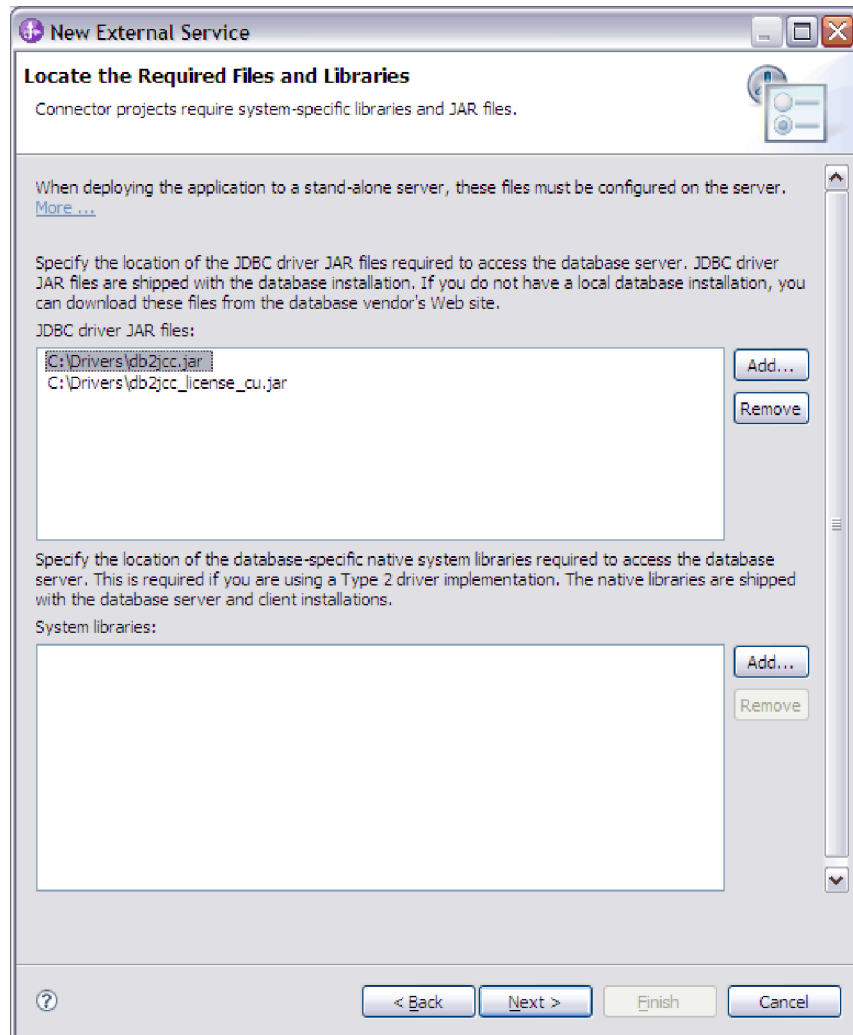 New External Service
Locate the Required Files and Libraries
Connector projects require system-specific libraries and JAR files.
When deploying the application to a stand-alone server, these files must be configured on the server.
More ...
Specify the location of the JDBC driver JAR files required to access the database server. JDBC driver
JAR files are shipped with the database installation. If you do not have a local database installation, you
can download these files from the database vendor's Web site.
JDBC driver JAR files:
C:\Drivers\db2jcc.jar
C:\Drivers\db2jcc_license_cu.jar
Add...
Remove
Specify the location of the database-specific native system libraries required to access the database
server. This is required if you are using a Type 2 driver implementation. The native libraries are shipped
with the database server and client installations.
System libraries:
Add...
Remove
?
< Back
Next >
Finish
Cancel